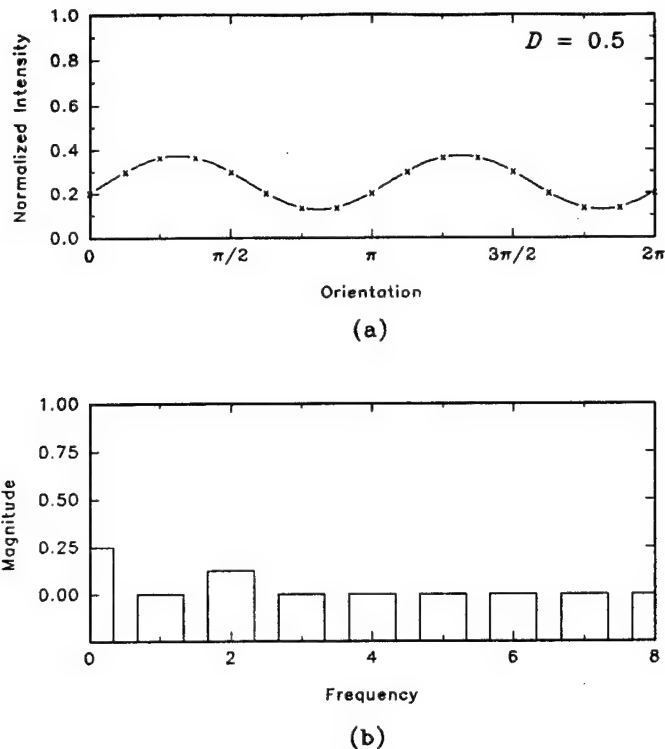 1.0
D = 0.5
0.8
0.6
0.4
0.2
0.0
Normalized Intensity
0
π/2
π
3π/2
2π
Orientation
(a)
1.00
0.75
0.50
0.25
0.00
Magnitude
0
2
4
6
8
Frequency
(b)